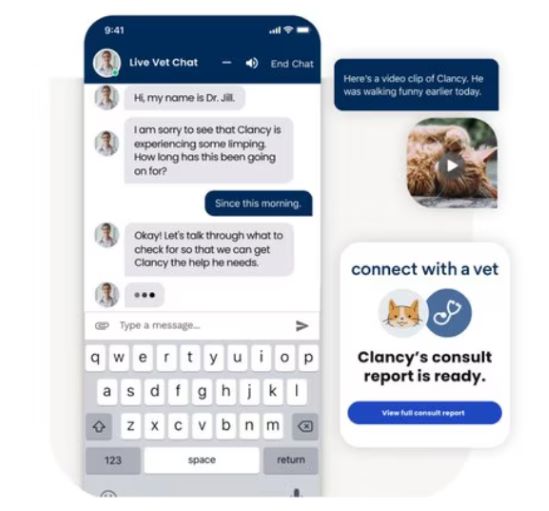 9:41
Live Vet Chat
End Chat
Hi, my name is Dr. Jill.
I am sorry to see that Clancy is
experiencing some limping.
How long has this been going
on for?
Since this morning.
Okay! Let's talk through what to
check for so that we can get
Clancy the help he needs.
Type a message...
q w e r t y u i o p
a s d f g h j k l
z x c v b n m
123 space return
Here's a video clip of Clancy. He
was walking funny earlier today.
connect with a vet
Clancy's consult
report is ready.
View full consult report